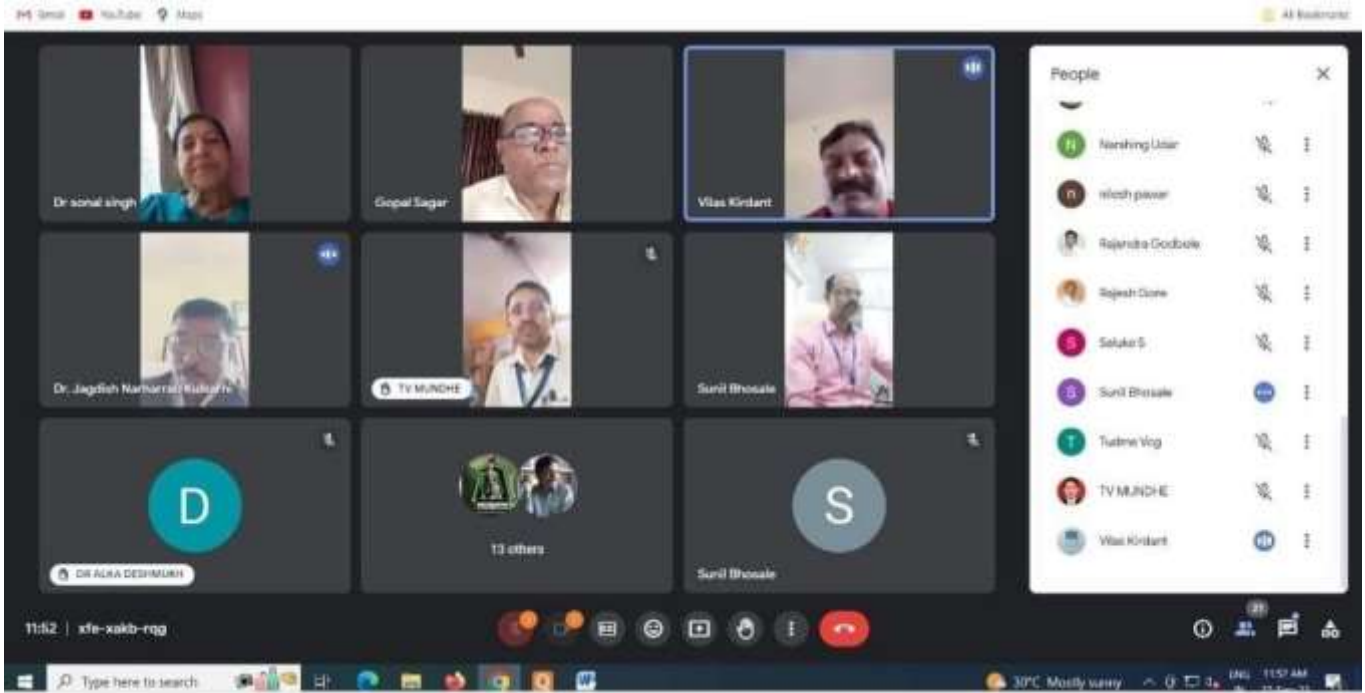 Gmail YouTube Maps
All Bookmarks
Dr sonal singh
Gopal Sagar
Vilas Kirdant
Dr. Jagdish
TV MUNDHE
Sunil Bhosale
D
DR ALKA DESHMUKH
13 others
S
Sunil Bhosale
People
N Narshing Udar
n nilesh pawar
Rajendra Godbole
Rajesh Gore
S Saluke S
S Sunil Bhosale
T Tudme Vog
TV MUNDHE
Vilas Kirdant
11:52 | xfe-xakb-rqg
21
Type here to search
30°C Mostly sunny
ENG 11:57 AM